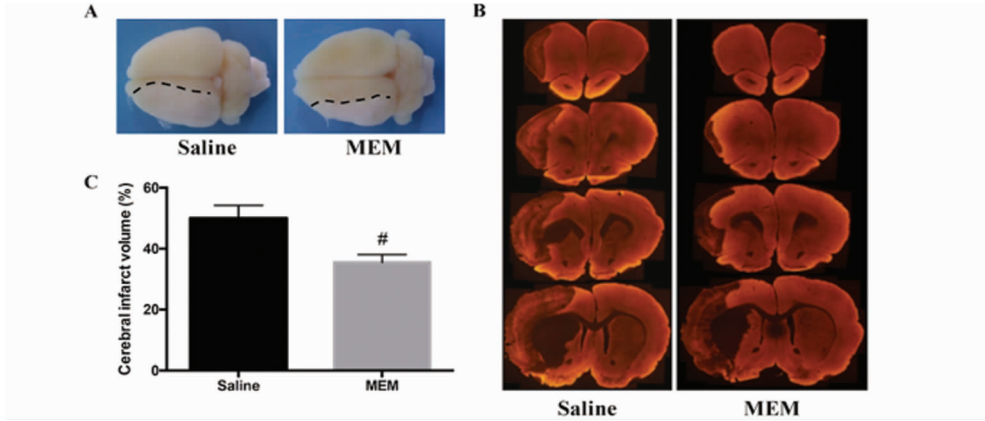 A
Saline
MEM
B
Saline
MEM
C
Cerebral infarct volume (%)
60
40
20
0
#
Saline
MEM